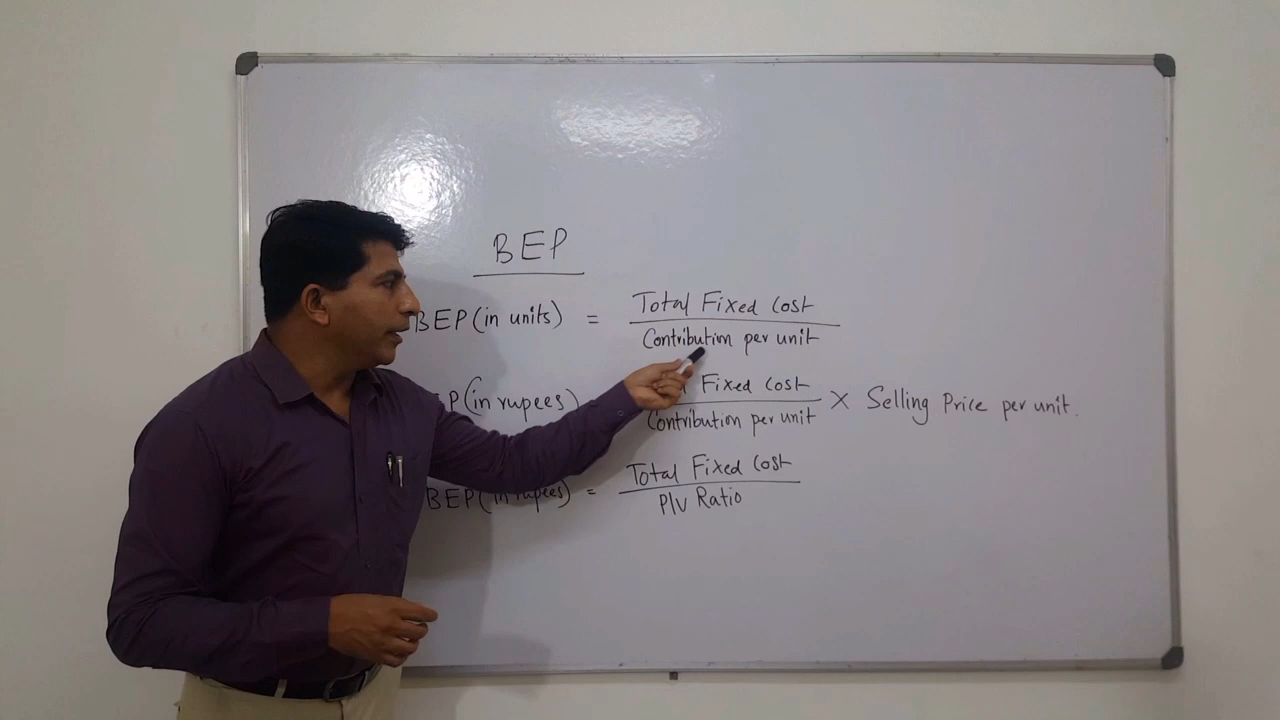 BEP
BEP (in units) = Total Fixed Cost
Contribution per unit
(in rupees) Fixed Cost × Selling Price per unit.
Contribution per unit
BEP (in rupees) = Total Fixed Cost
P/V Ratio